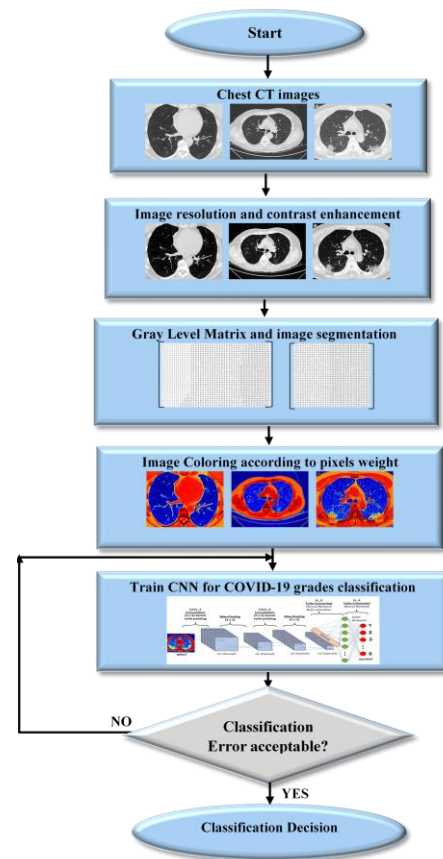 Start
Chest CT images
Image resolution and contrast enhancement
Gray Level Matrix and image segmentation
Image Coloring according to pixels weight
Train CNN for COVID-19 grades classification
NO
Classification
Error acceptable?
YES
Classification Decision